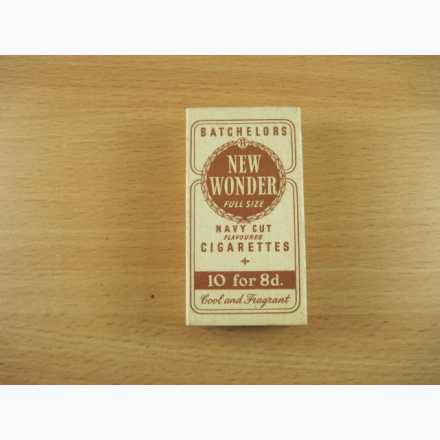 BATCHELORS
NEW
WONDER
FULL SIZE
NAVY CUT
FLAVOURED
CIGARETTES
10 for 8d.
Cool and Fragrant